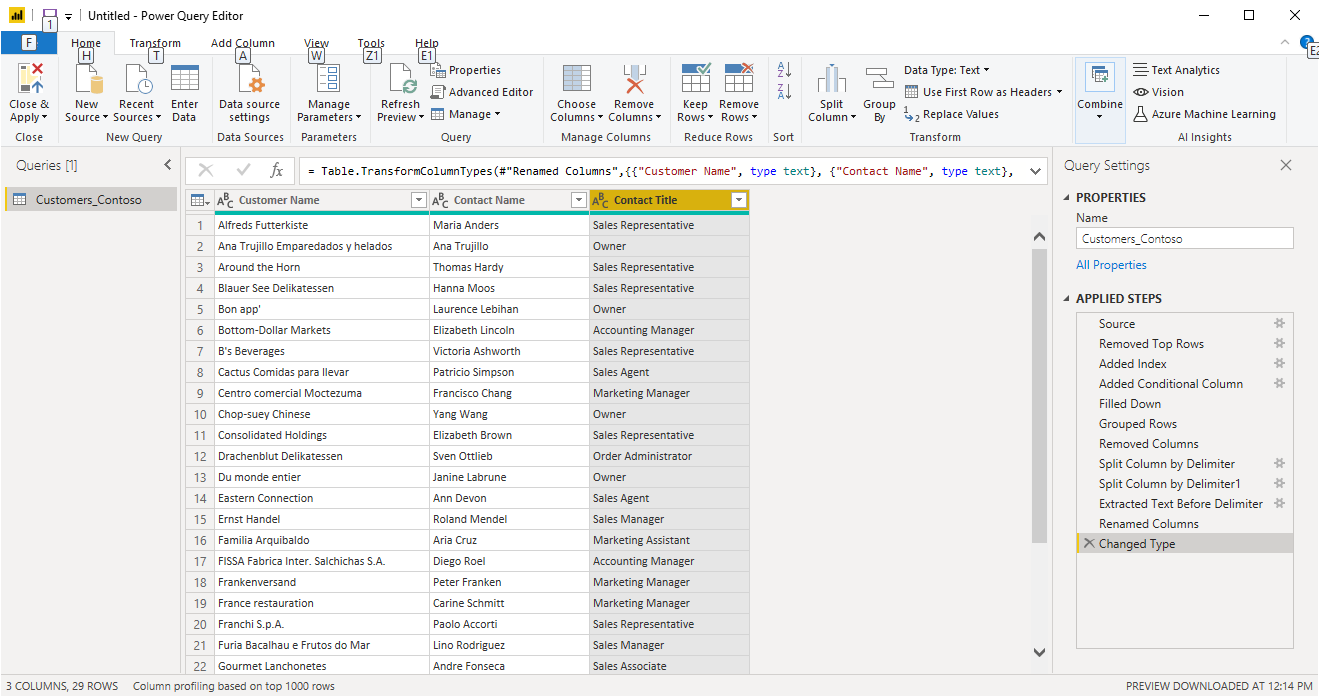 Untitled - Power Query Editor
1
F
Home
Transform
Add Column
View
Tools
Help
H
T
A
W
Z1
E1
E2
Close & Apply
New Source
Recent Sources
Enter Data
Data source settings
Manage Parameters
Refresh Preview
Properties
Advanced Editor
Manage
Choose Columns
Remove Columns
Keep Rows
Remove Rows
Split Column
Group By
Data Type: Text
Use First Row as Headers
Replace Values
Combine
Text Analytics
Vision
Azure Machine Learning
Close
New Query
Data Sources
Parameters
Query
Manage Columns
Reduce Rows
Sort
Transform
AI Insights
Queries [1]
Customers_Contoso
fx
= Table.TransformColumnTypes(#"Renamed Columns",{{"Customer Name", type text}, {"Contact Name", type text},
ABC Customer Name ABC Contact Name ABC Contact Title
1 Alfreds Futterkiste Maria Anders Sales Representative
2 Ana Trujillo Emparedados y helados Ana Trujillo Owner
3 Around the Horn Thomas Hardy Sales Representative
4 Blauer See Delikatessen Hanna Moos Sales Representative
5 Bon app' Laurence Lebihan Owner
6 Bottom-Dollar Markets Elizabeth Lincoln Accounting Manager
7 B's Beverages Victoria Ashworth Sales Representative
8 Cactus Comidas para llevar Patricio Simpson Sales Agent
9 Centro comercial Moctezuma Francisco Chang Marketing Manager
10 Chop-suey Chinese Yang Wang Owner
11 Consolidated Holdings Elizabeth Brown Sales Representative
12 Drachenblut Delikatessen Sven Ottlieb Order Administrator
13 Du monde entier Janine Labrune Owner
14 Eastern Connection Ann Devon Sales Agent
15 Ernst Handel Roland Mendel Sales Manager
16 Familia Arquibaldo Aria Cruz Marketing Assistant
17 FISSA Fabrica Inter. Salchichas S.A. Diego Roel Accounting Manager
18 Frankenversand Peter Franken Marketing Manager
19 France restauration Carine Schmitt Marketing Manager
20 Franchi S.p.A. Paolo Accorti Sales Representative
21 Furia Bacalhau e Frutos do Mar Lino Rodriguez Sales Manager
22 Gourmet Lanchonetes Andre Fonseca Sales Associate
Query Settings
PROPERTIES
Name
Customers_Contoso
All Properties
APPLIED STEPS
Source
Removed Top Rows
Added Index
Added Conditional Column
Filled Down
Grouped Rows
Removed Columns
Split Column by Delimiter
Split Column by Delimiter1
Extracted Text Before Delimiter
Renamed Columns
Changed Type
3 COLUMNS, 29 ROWS Column profiling based on top 1000 rows
PREVIEW DOWNLOADED AT 12:14 PM